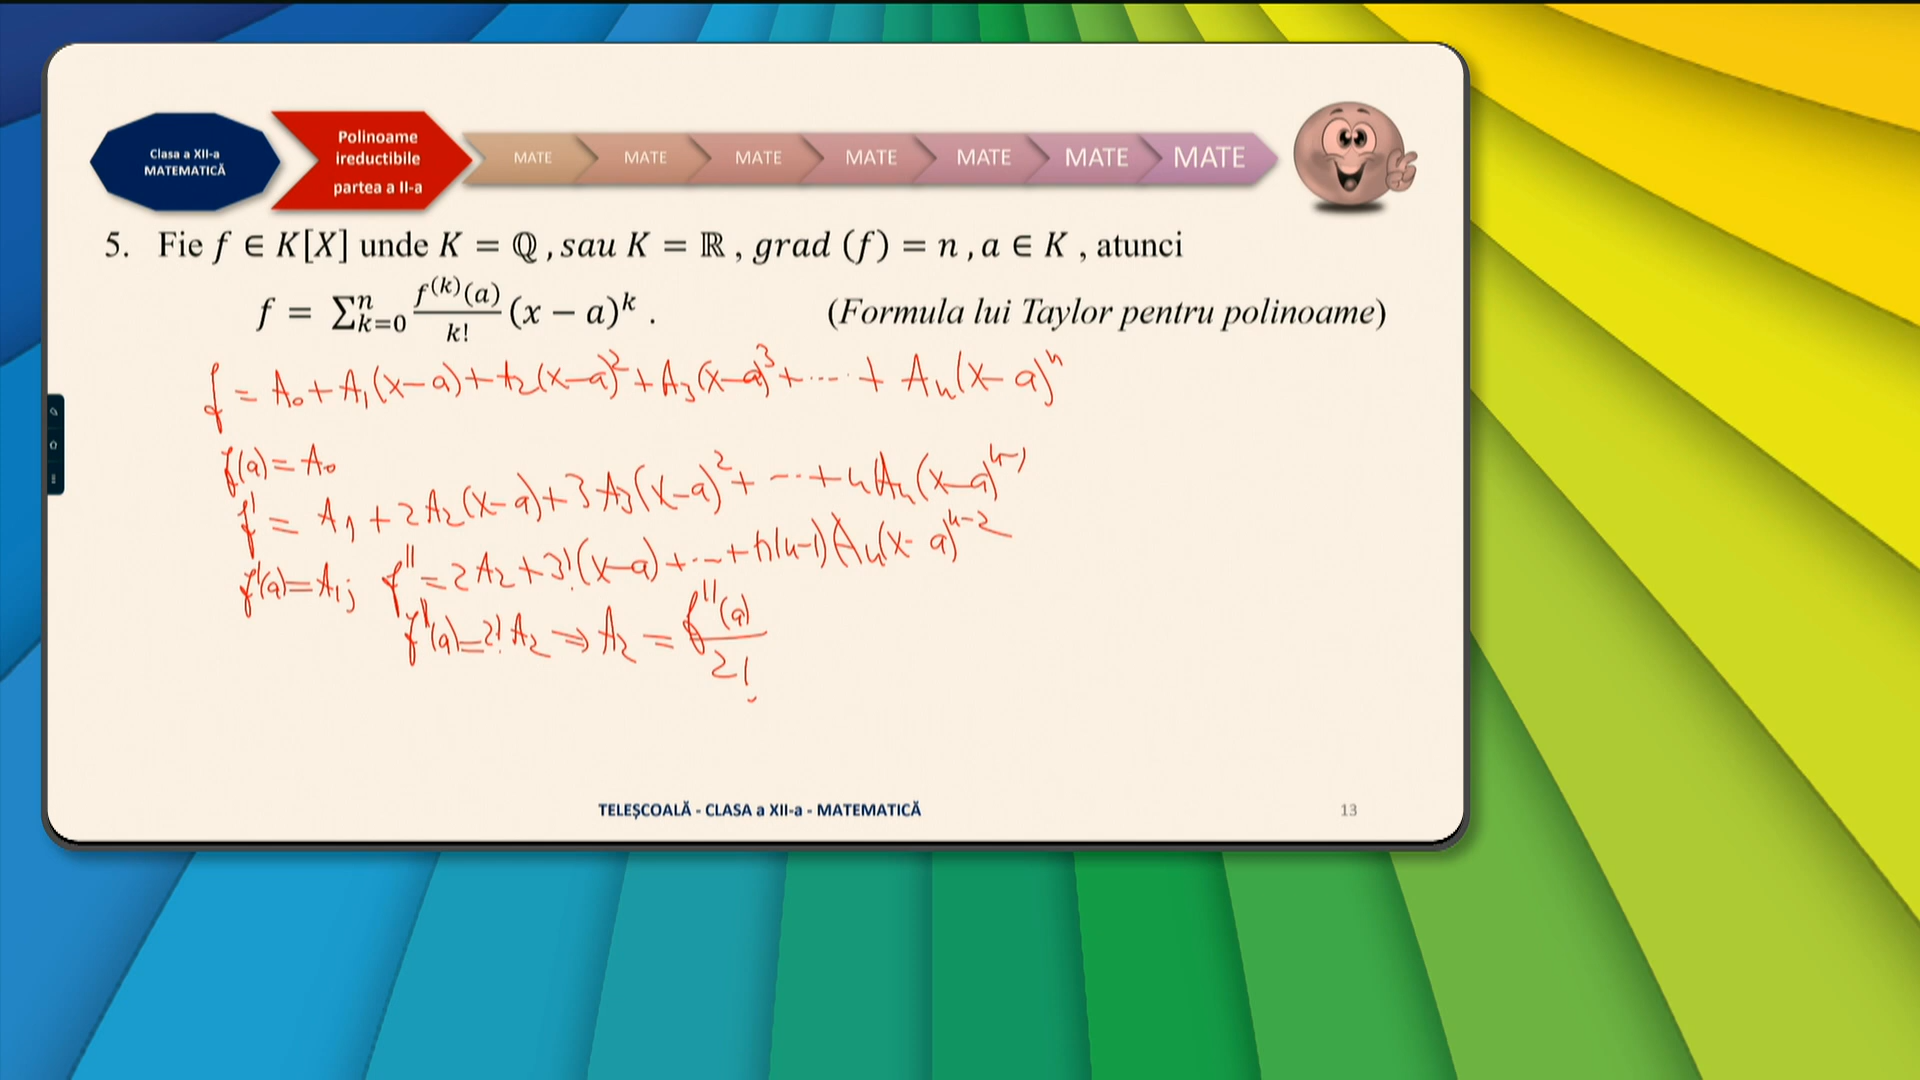 Clasa a XII-a
MATEMATICĂ
Polinoame
ireductibile
partea a II-a
MATE MATE MATE MATE MATE MATE MATE
5. Fie f ∈ K[X] unde K = ℚ , sau K = ℝ , grad (f) = n , a ∈ K , atunci
f = ∑ₖ₌₀ⁿ f⁽ᵏ⁾(a)/k! (x − a)ᵏ . (Formula lui Taylor pentru polinoame)
f = A₀ + A₁(x−a) + A₂(x−a)² + A₃(x−a)³ + ... + Aₙ(x−a)ⁿ
f(a) = A₀
f' = A₁ + 2A₂(x−a) + 3A₃(x−a)² + ... + nAₙ(x−a)ⁿ⁻¹
f'(a) = A₁; f'' = 2A₂ + 3!(x−a) + ... + n(n−1)Aₙ(x−a)ⁿ⁻²
f''(a) = 2!A₂ ⇒ A₂ = f''(a)/2!
TELEȘCOALĂ - CLASA a XII-a - MATEMATICĂ 13